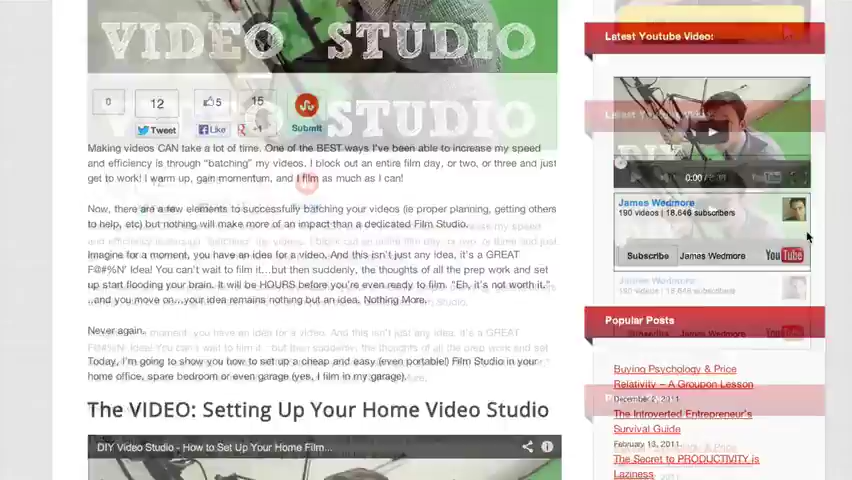 VIDEO STUDIO
0
12
5
15
Tweet
Like
+1
Submit
Making videos CAN take a lot of time. One of the BEST ways I've been able to increase my speed
and efficiency is through "batching" my videos. I block out an entire film day, or two, or three and just
get to work! I warm up, gain momentum, and I film as much as I can!
Now, there are a few elements to successfully batching your videos (ie proper planning, getting others
to help, etc) but nothing will make more of an impact than a dedicated Film Studio.
Imagine for a moment, you have an idea for a video. And this isn't just any idea, it's a GREAT
F@#%N' Idea! You can't wait to film it...but then suddenly, the thoughts of all the prep work and set
up start flooding your brain. It will be HOURS before you're even ready to film. "Eh, it's not worth it."
...and you move on...your idea remains nothing but an idea. Nothing More.
Never again.
Today, I'm going to show you how to set up a cheap and easy (even portable!) Film Studio in your
home office, spare bedroom or even garage (yes, I film in my garage).
The VIDEO: Setting Up Your Home Video Studio
DIY Video Studio - How to Set Up Your Home Film...
Latest Youtube Video:
DIY
0:00
James Wedmore
190 videos | 18,646 subscribers
Subscribe
James Wedmore
YouTube
Popular Posts
Buying Psychology & Price
Relativity – A Groupon Lesson
December 2, 2011
The Introverted Entrepreneur's
Survival Guide
February 13, 2011
The Secret to PRODUCTIVITY is
Laziness